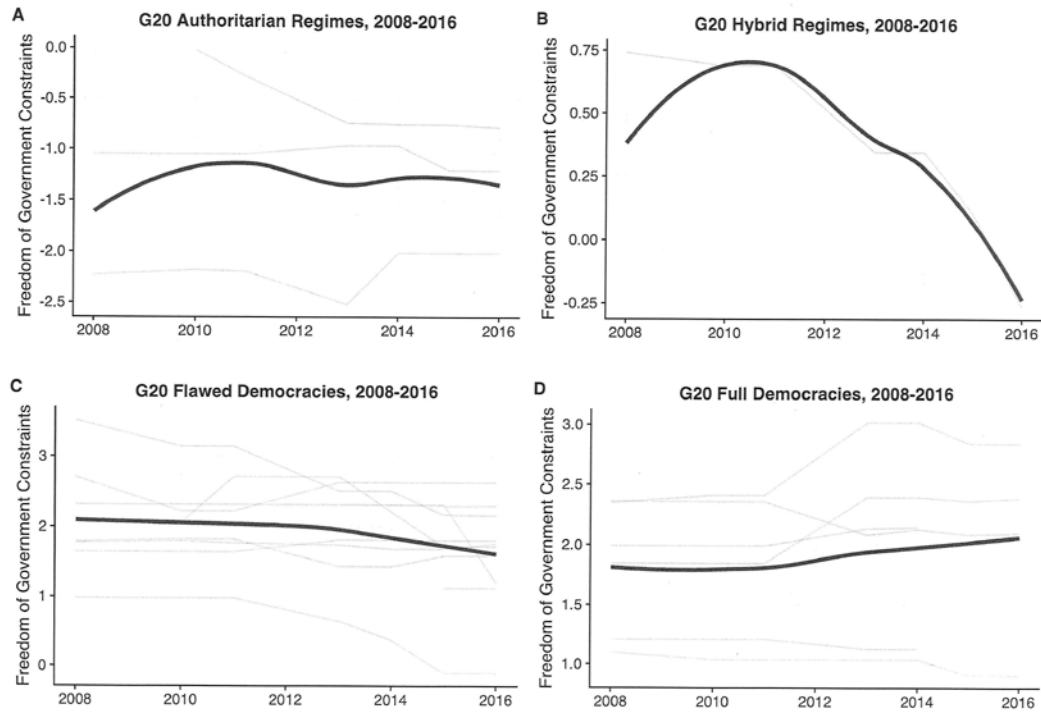 A
G20 Authoritarian Regimes, 2008-2016
Freedom of Government Constraints
0.0
-0.5
-1.0
-1.5
-2.0
-2.5
2008 2010 2012 2014 2016
B
G20 Hybrid Regimes, 2008-2016
Freedom of Government Constraints
0.75
0.50
0.25
0.00
-0.25
2008 2010 2012 2014 2016
C
G20 Flawed Democracies, 2008-2016
Freedom of Government Constraints
3
2
1
0
2008 2010 2012 2014 2016
D
G20 Full Democracies, 2008-2016
Freedom of Government Constraints
3.0
2.5
2.0
1.5
1.0
2008 2010 2012 2014 2016